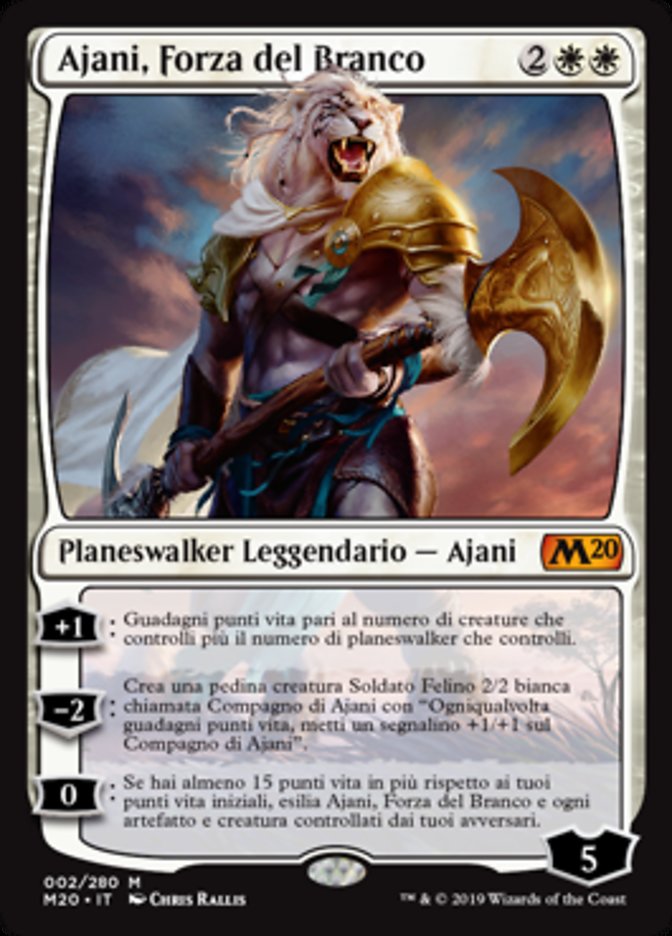 Ajani, Forza del Branco 2
Planeswalker Leggendario — Ajani M20
+1 : Guadagni punti vita pari al numero di creature che
controlli più il numero di planeswalker che controlli.
−2 : Crea una pedina creatura Soldato Felino 2/2 bianca
chiamata Compagno di Ajani con “Ogniqualvolta
guadagni punti vita, metti un segnalino +1/+1 sul
Compagno di Ajani”.
0 : Se hai almeno 15 punti vita in più rispetto ai tuoi
punti vita iniziali, esilia Ajani, Forza del Branco e ogni
artefatto e creatura controllati dai tuoi avversari.
5
002/280 M
M20 • IT Chris Rallis
™ & © 2019 Wizards of the Coast